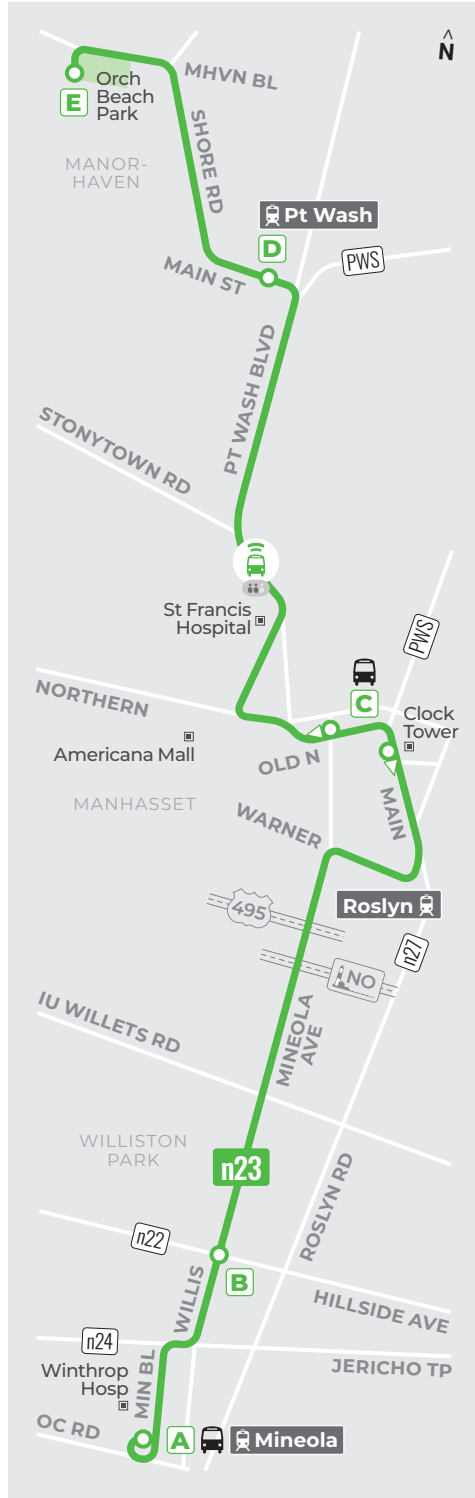 N
MHVN BL
Orch
Beach
Park
E
MANOR-
HAVEN
SHORE RD
Pt Wash
D
MAIN ST
PWS
PT WASH BLVD
STONYTOWN RD
St Francis
Hospital
PWS
NORTHERN
C
Clock
Tower
Americana Mall
OLD N
MANHASSET
MAIN
WARNER
Roslyn
495
n27
NO
IU WILLETS RD
MINEOLA
AVE
WILLISTON
PARK
n23
ROSLYN RD
n22
B
WILLIS
HILLSIDE AVE
n24
JERICHO TP
Winthrop
Hosp
MIN BL
OC RD
A
Mineola